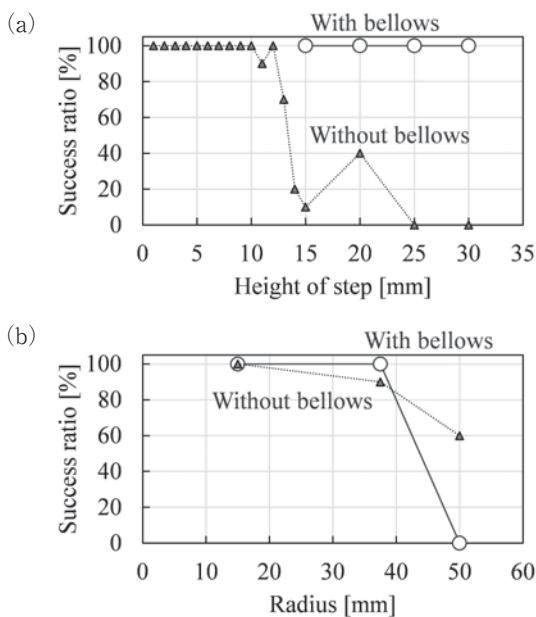 (a)
With bellows
100
80
60
40
20
0
Success ratio [%]
Without bellows
0 5 10 15 20 25 30 35
Height of step [mm]
(b)
With bellows
100
80
60
40
20
0
Success ratio [%]
Without bellows
0 10 20 30 40 50 60
Radius [mm]